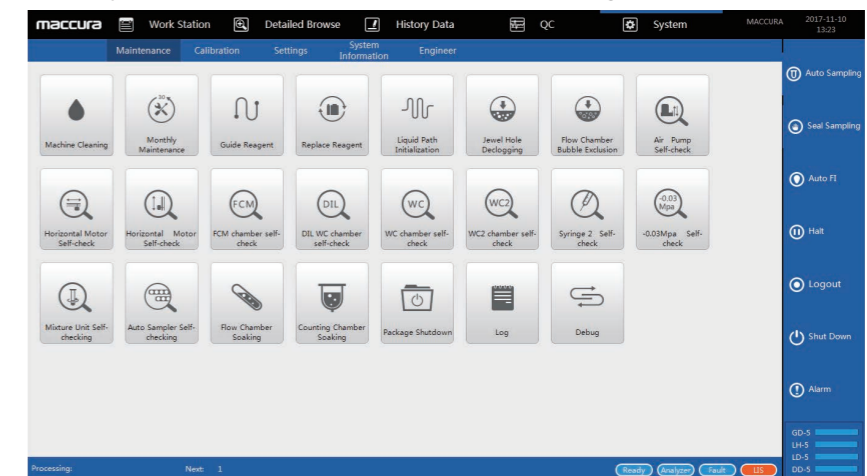 maccura
Work Station
Detailed Browse
History Data
QC
System
MACCURA
2017-11-10
13:23
Maintenance
Calibration
Settings
System
Information
Engineer
Machine Cleaning
30
Monthly
Maintenance
Guide Reagent
Replace Reagent
Liquid Path
Initialization
Jewel Hole
Declogging
Flow Chamber
Bubble Exclusion
Air Pump
Self-check
Horizontal Motor
Self-check
Horizontal Motor
Self-check
FCM
FCM chamber self-
check
DIL
DIL WC chamber
self-check
WC
WC chamber self-
check
WC2
WC2 chamber self-
check
Syringe 2 Self-
check
-0.03
Mpa
-0.03Mpa Self-
check
Mixture Unit Self-
checking
Auto Sampler Self-
checking
Flow Chamber
Soaking
Counting Chamber
Soaking
Package Shutdown
Log
Debug
Auto Sampling
Seal Sampling
Auto FI
Halt
Logout
Shut Down
Alarm
GD-5
LH-5
LD-5
DD-5
Processing:
Next: 1
Ready
Analyzer
Fault
LIS